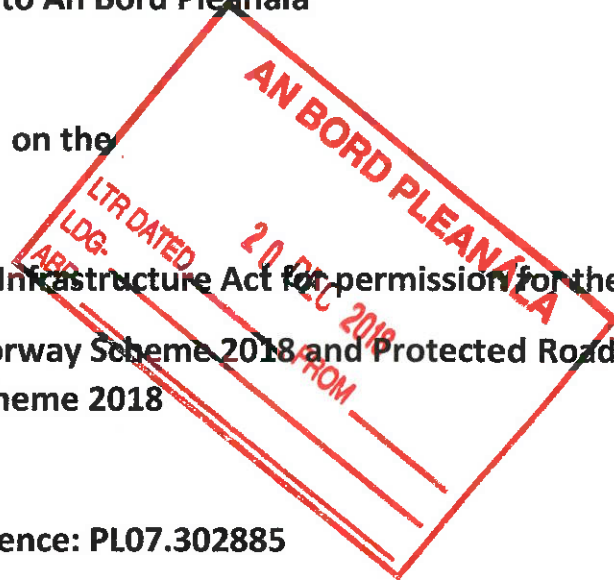 to An Bord Pleanála
on the
Infrastructure Act for permission for the
orway Scheme 2018 and Protected Road
heme 2018
ence: PL07.302885
AN BORD PLEANÁLA
LTR DATED FROM
20 DEC 2018
LDG-
ABP